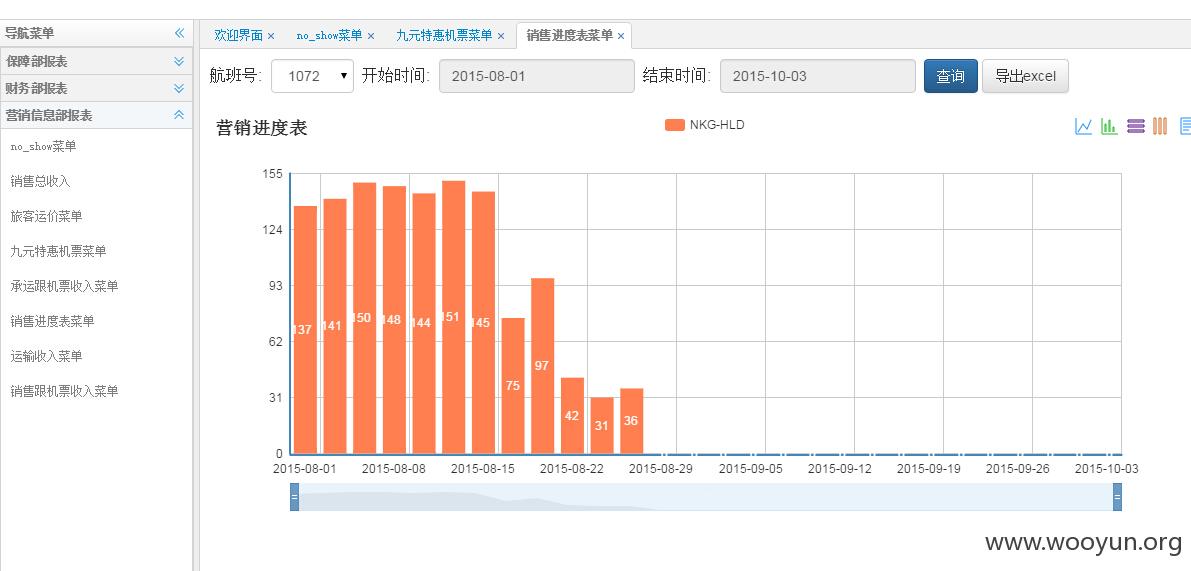 导航菜单
保障部报表
财务部报表
营销信息部报表
no_show菜单
销售总收入
旅客运价菜单
九元特惠机票菜单
承运跟机票收入菜单
销售进度表菜单
运输收入菜单
销售跟机票收入菜单
欢迎界面 × no_show菜单 × 九元特惠机票菜单 × 销售进度表菜单 ×
航班号: 1072 开始时间: 2015-08-01 结束时间: 2015-10-03 查询 导出excel
营销进度表
NKG-HLD
155
124
93
62
31
0
137 141 150 148 144 151 145 75 97 42 31 36
2015-08-01 2015-08-08 2015-08-15 2015-08-22 2015-08-29 2015-09-05 2015-09-12 2015-09-19 2015-09-26 2015-10-03
www.wooyun.org